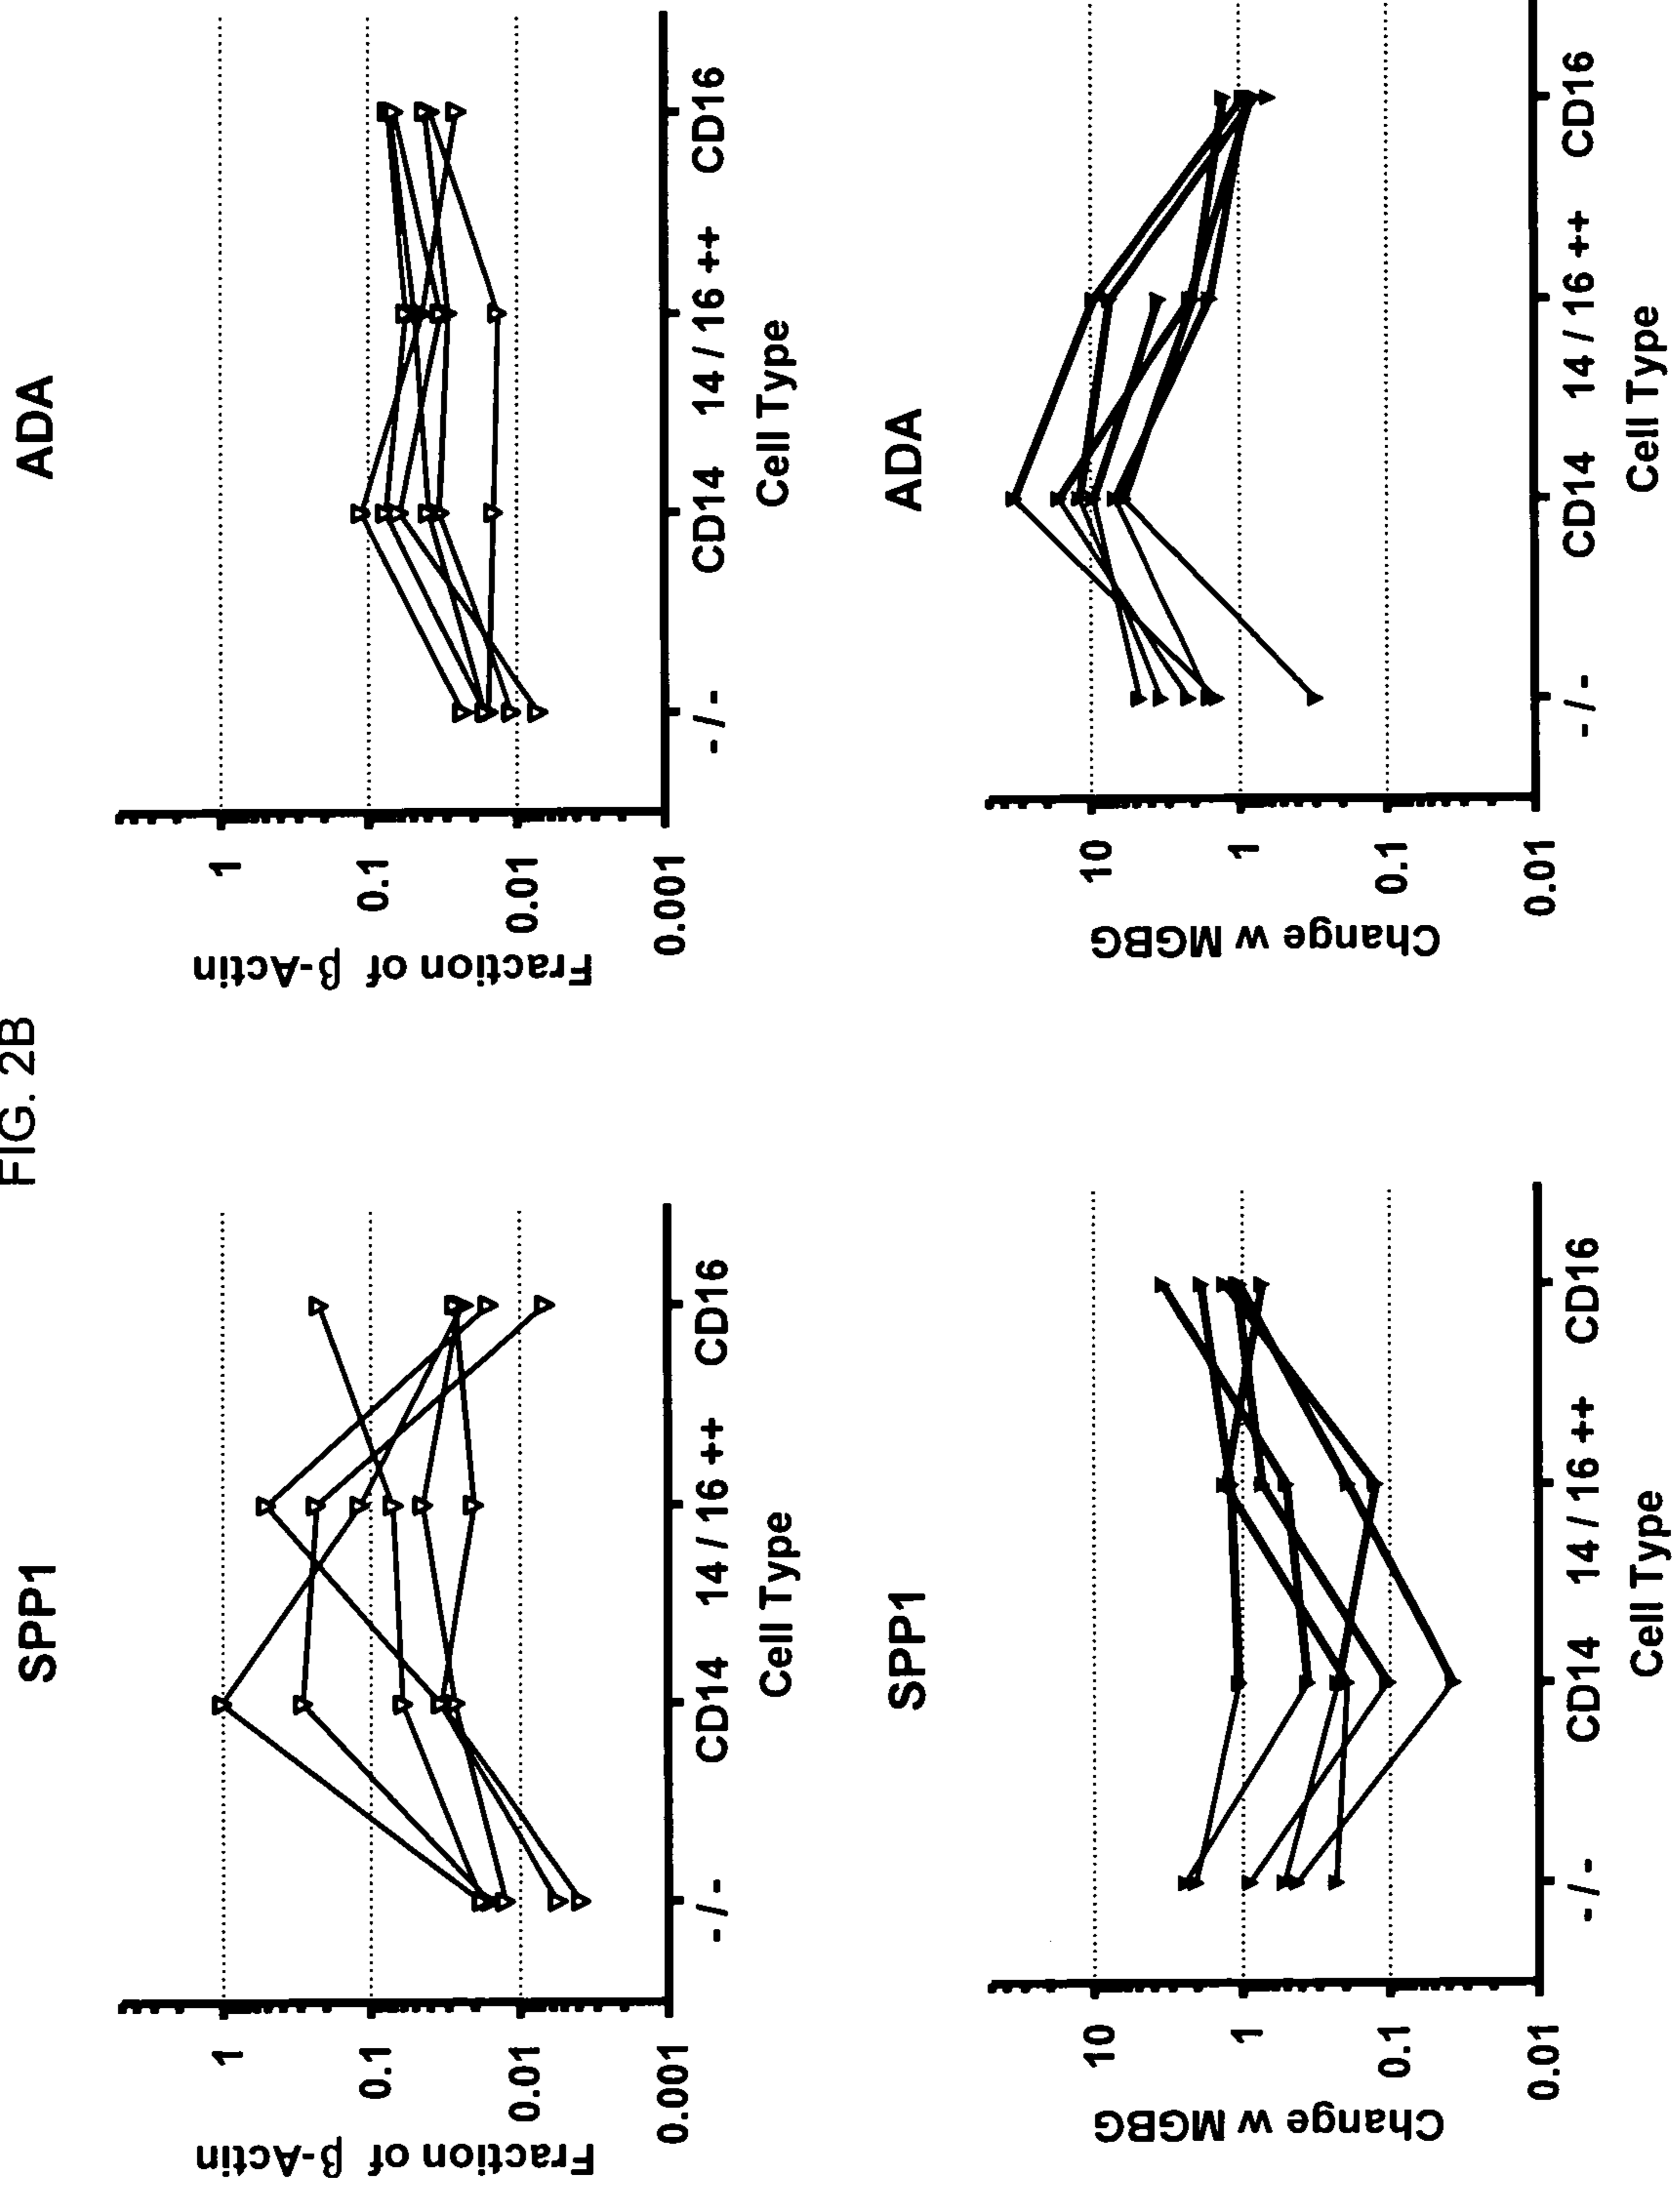 FIG. 2B
SPP1
Fraction of β-Actin
1
0.1
0.01
0.001
- / -
CD14
14 / 16 ++
CD16
Cell Type
ADA
Fraction of β-Actin
1
0.1
0.01
0.001
- / -
CD14
14 / 16 ++
CD16
Cell Type
SPP1
Change w MGBG
10
1
0.1
0.01
- / -
CD14
14 / 16 ++
CD16
Cell Type
ADA
Change w MGBG
10
1
0.1
0.01
- / -
CD14
14 / 16 ++
CD16
Cell Type